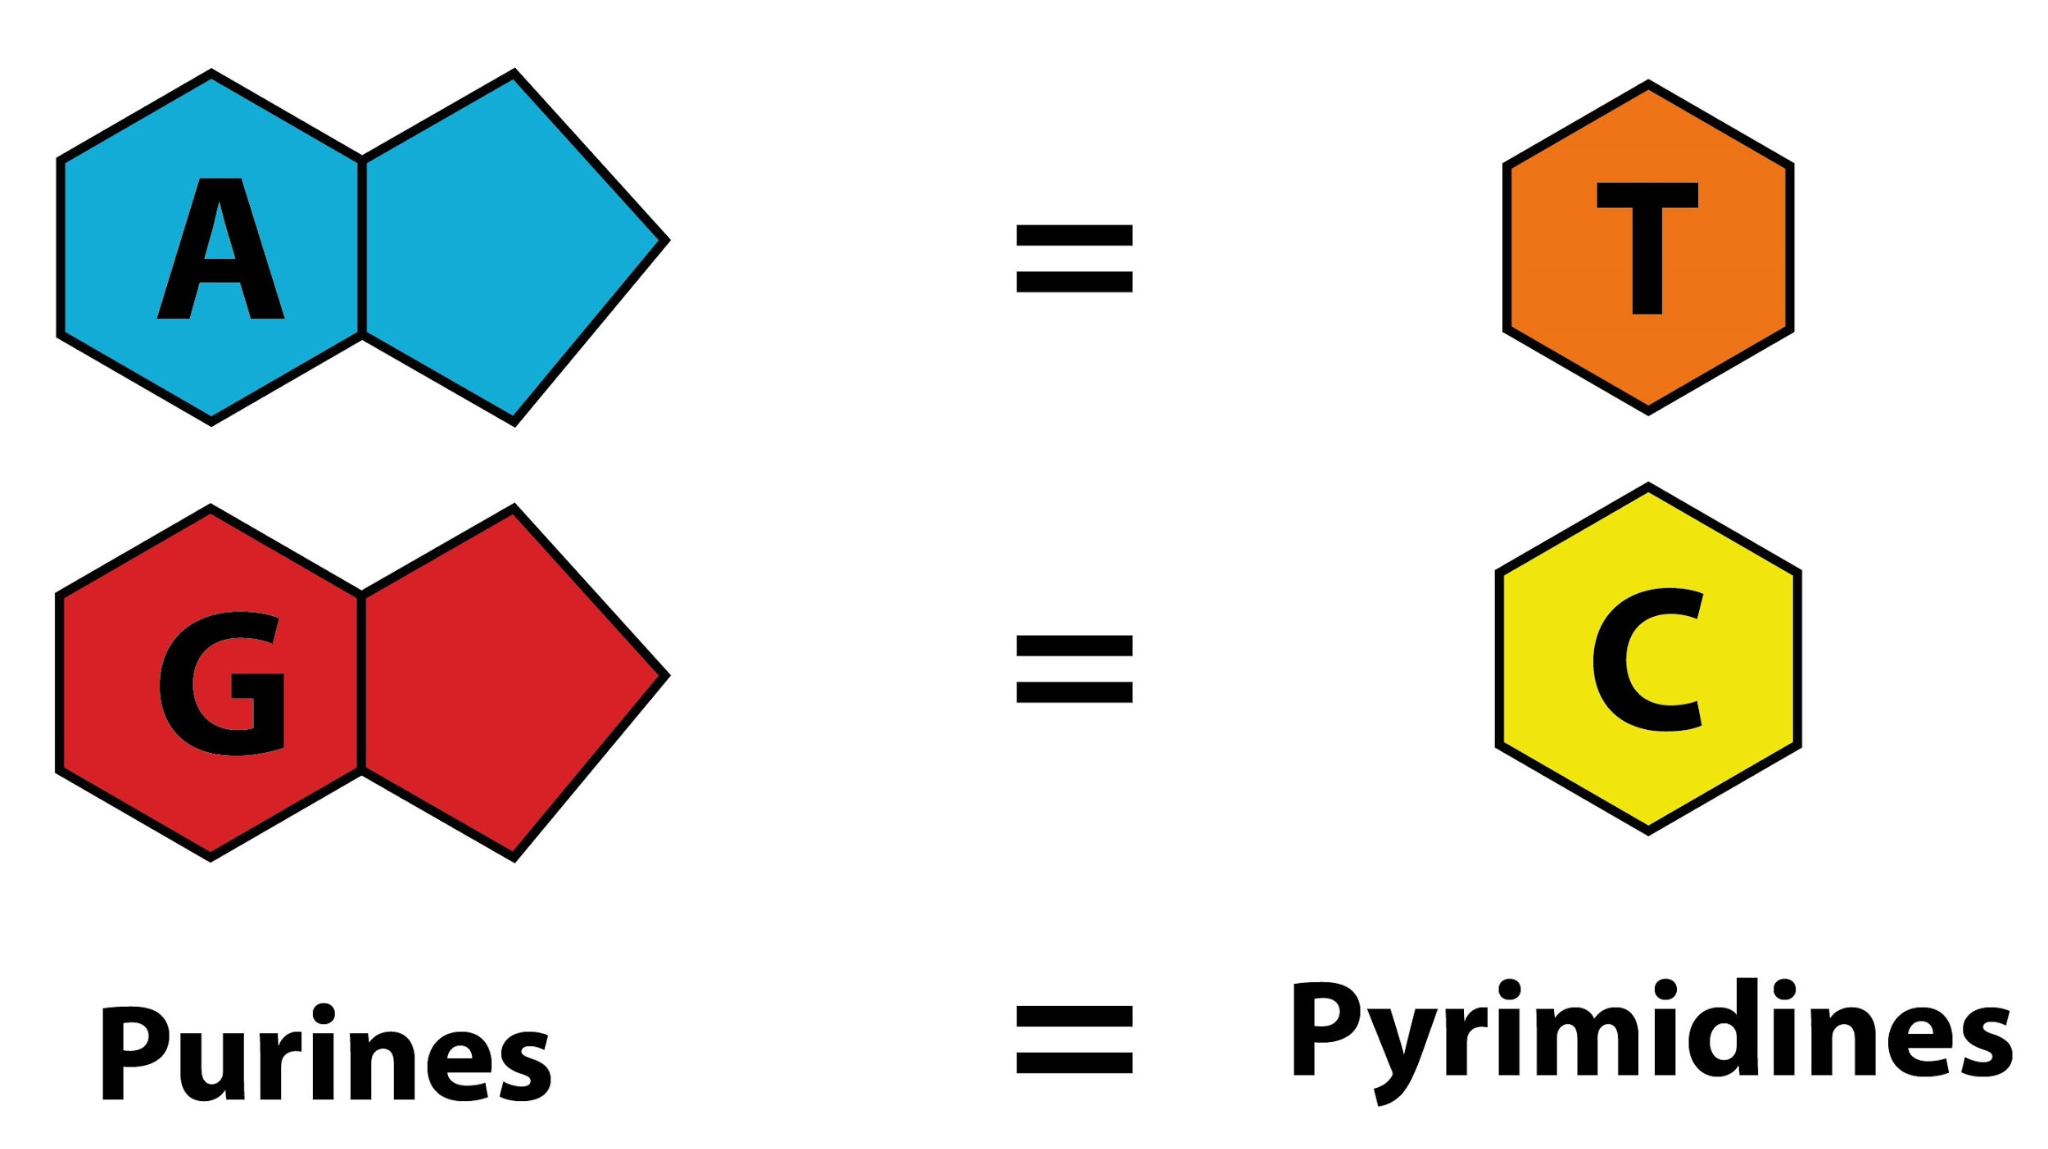 A = T
G = C
Purines = Pyrimidines